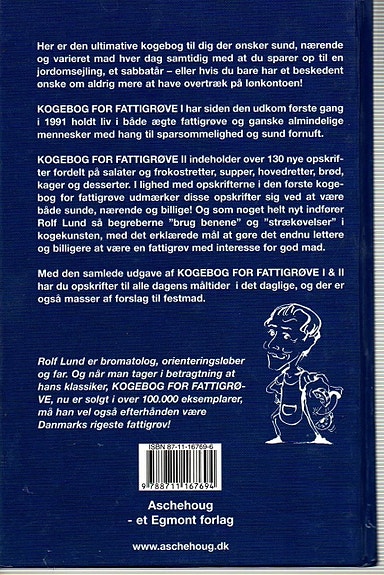 Her er den ultimative kogebog til dig der ønsker sund, nærende
og varieret mad hver dag samtidig med at du sparer op til en
jordomsejling, et sabbatår – eller hvis du bare har et beskedent
ønske om aldrig mere at have overtræk på lønkontoen!
KOGEBOG FOR FATTIGRØVE I har siden den udkom første gang
i 1991 holdt liv i både ægte fattigrøve og ganske almindelige
mennesker med hang til sparsommelighed og sund fornuft.
KOGEBOG FOR FATTIGRØVE II indeholder over 130 nye opskrif-
ter fordelt på salater og frokostretter, supper, hovedretter, brød,
kager og desserter. I lighed med opskrifterne i den første koge-
bog for fattigrøve udmærker disse opskrifter sig ved at være
både sunde, nærende og billige! Og som noget helt nyt indfører
Rolf Lund så begreberne "brug benene" og "strækøvelser" i
kogekunsten, med det erklærede mål at gøre det endnu lettere
og billigere at være en fattigrøv med interesse for god mad.
Med den samlede udgave af KOGEBOG FOR FATTIGRØVE I & II
har du opskrifter til alle dagens måltider i det daglige, og der er
også masser af forslag til festmad.
Rolf Lund er bromatolog, orienteringsløber
og far. Og når man tager i betragtning at
hans klassiker, KOGEBOG FOR FATTIGRØ-
VE, nu er solgt i over 100.000 eksemplarer,
må han vel også efterhånden være
Danmarks rigeste fattigrøv!
ISBN 87-11-16769-6
9 788711 167694
Aschehoug
- et Egmont forlag
www.aschehoug.dk